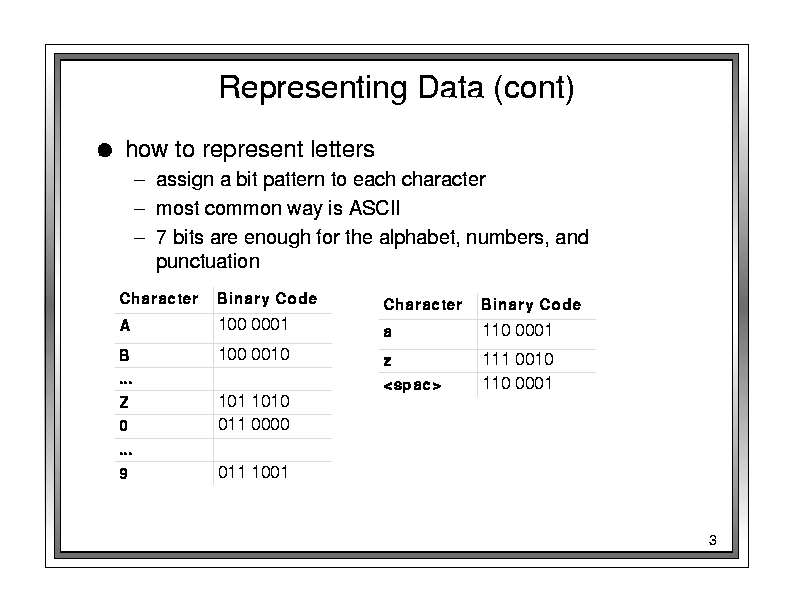 Representing Data (cont)
● how to represent letters
– assign a bit pattern to each character
– most common way is ASCII
– 7 bits are enough for the alphabet, numbers, and
punctuation
Character Binary Code
A 100 0001
B 100 0010
...
Z 101 1010
0 011 0000
...
9 011 1001
Character Binary Code
a 110 0001
z 111 0010
<spac> 110 0001
3